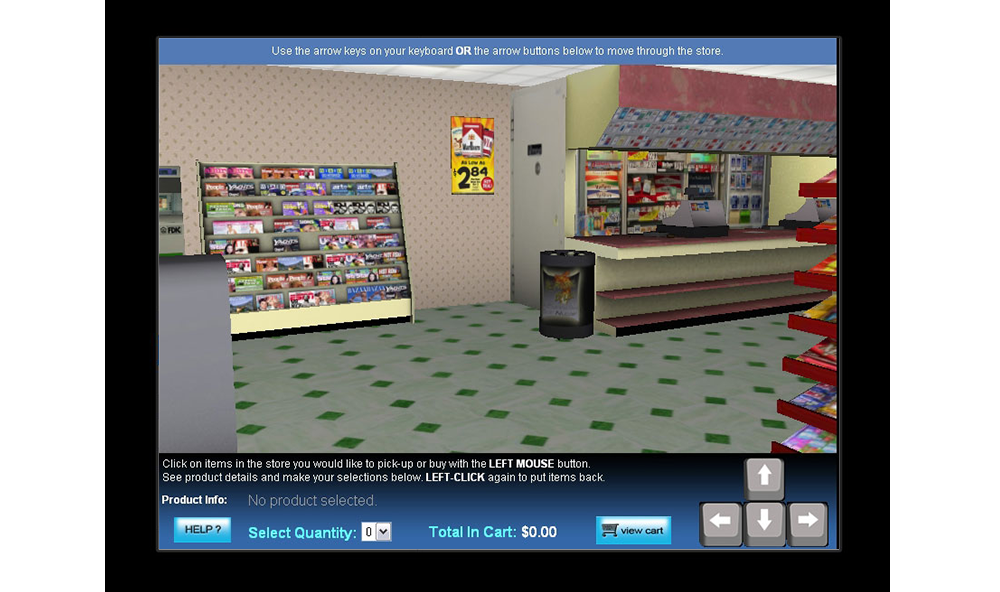 Use the arrow keys on your keyboard OR the arrow buttons below to move through the store.
Marlboro
As Low As
$2.84
FDK
Click on items in the store you would like to pick-up or buy with the LEFT MOUSE button.
See product details and make your selections below. LEFT-CLICK again to put items back.
Product Info: No product selected.
HELP ?
Select Quantity: 0
Total In Cart: $0.00
view cart